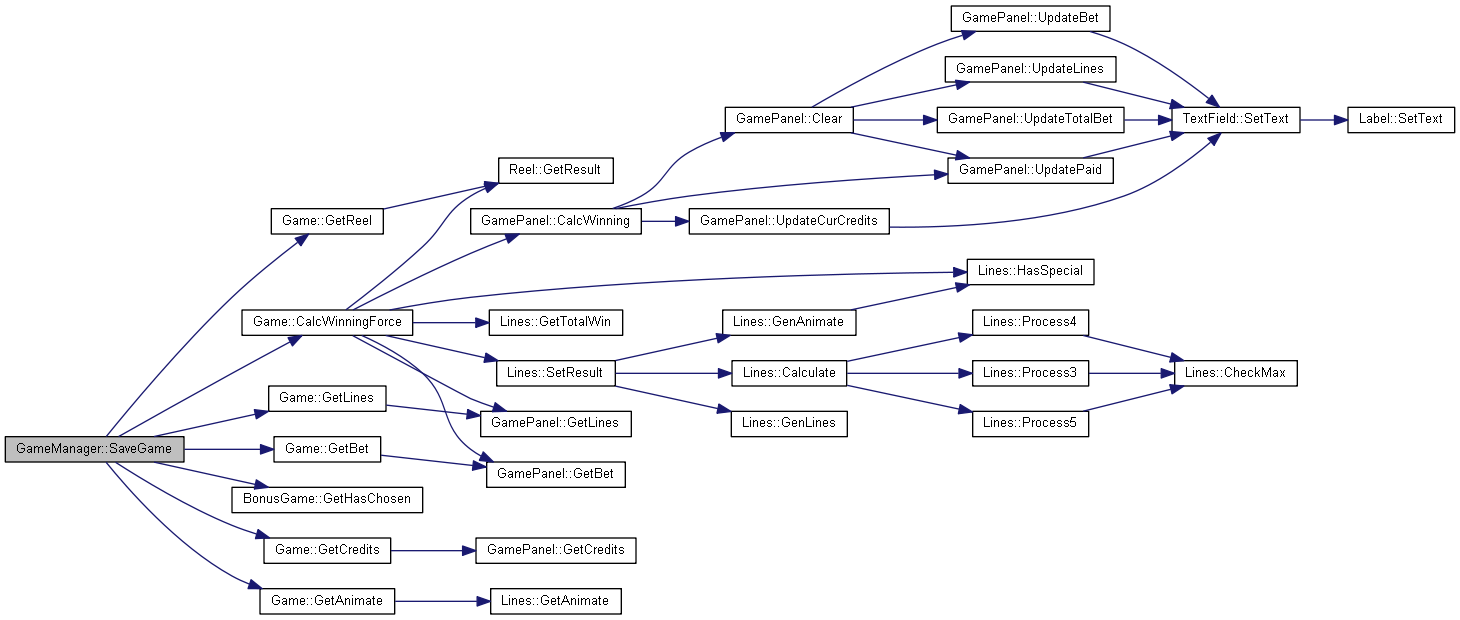 GamePanel::UpdateBet
GamePanel::UpdateLines
GamePanel::Clear
GamePanel::UpdateTotalBet
TextField::SetText
Label::SetText
Reel::GetResult
GamePanel::UpdatePaid
Game::GetReel
GamePanel::CalcWinning
GamePanel::UpdateCurCredits
Lines::HasSpecial
Game::CalcWinningForce
Lines::GetTotalWin
Lines::GenAnimate
Lines::Process4
Lines::SetResult
Lines::Calculate
Lines::Process3
Lines::CheckMax
Game::GetLines
GamePanel::GetLines
Lines::GenLines
Lines::Process5
GameManager::SaveGame
Game::GetBet
GamePanel::GetBet
BonusGame::GetHasChosen
Game::GetCredits
GamePanel::GetCredits
Game::GetAnimate
Lines::GetAnimate